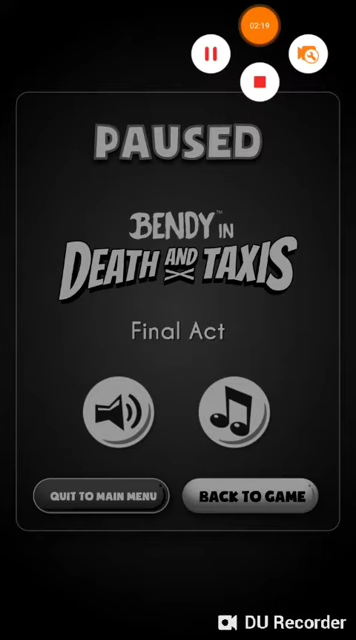 02:19
PAUSED
BENDY™ IN
DEATH AND TAXIS
Final Act
QUIT TO MAIN MENU
BACK TO GAME
DU Recorder